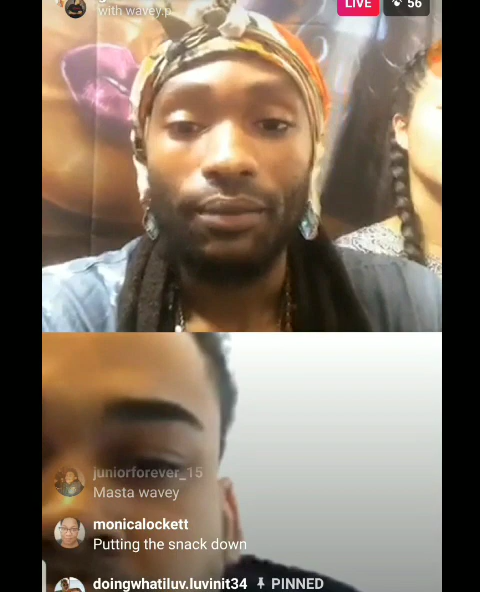 with wavey.p
LIVE
56
juniorforever_15
Masta wavey
monicalockett
Putting the snack down
doingwhatiluv.luvinit34 PINNED